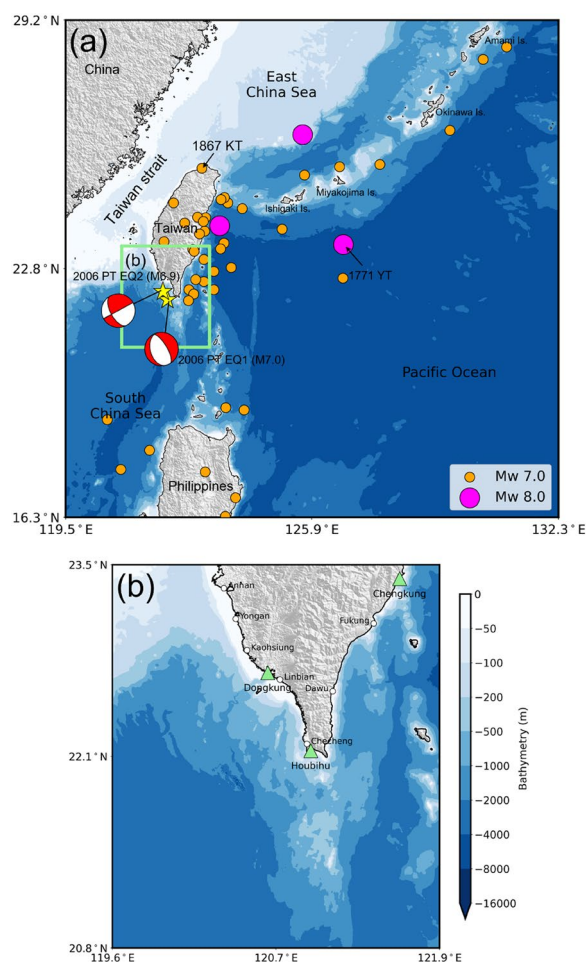 29.2°N
(a)
China
East
China Sea
Amami Is.
Okinawa Is.
1867 KT
Taiwan strait
Miyakojima Is.
Ishigaki Is.
Taiwan
(b)
22.8°N
2006 PT EQ2 (M6.9)
1771 YT
2006 PT EQ1 (M7.0)
Pacific Ocean
South
China Sea
Philippines
Mw 7.0
Mw 8.0
16.3°N
119.5°E
125.9°E
132.3°E
23.5°N
(b)
Annan
Chengkung
Yongan
Fukung
Kaohsiung
Linbian
Dongkung
Dawu
Checheng
Houbihu
22.1°N
20.8°N
119.6°E
120.7°E
121.9°E
0
−50
−100
−200
−500
−1000
−2000
−4000
−8000
−16000
Bathymetry (m)